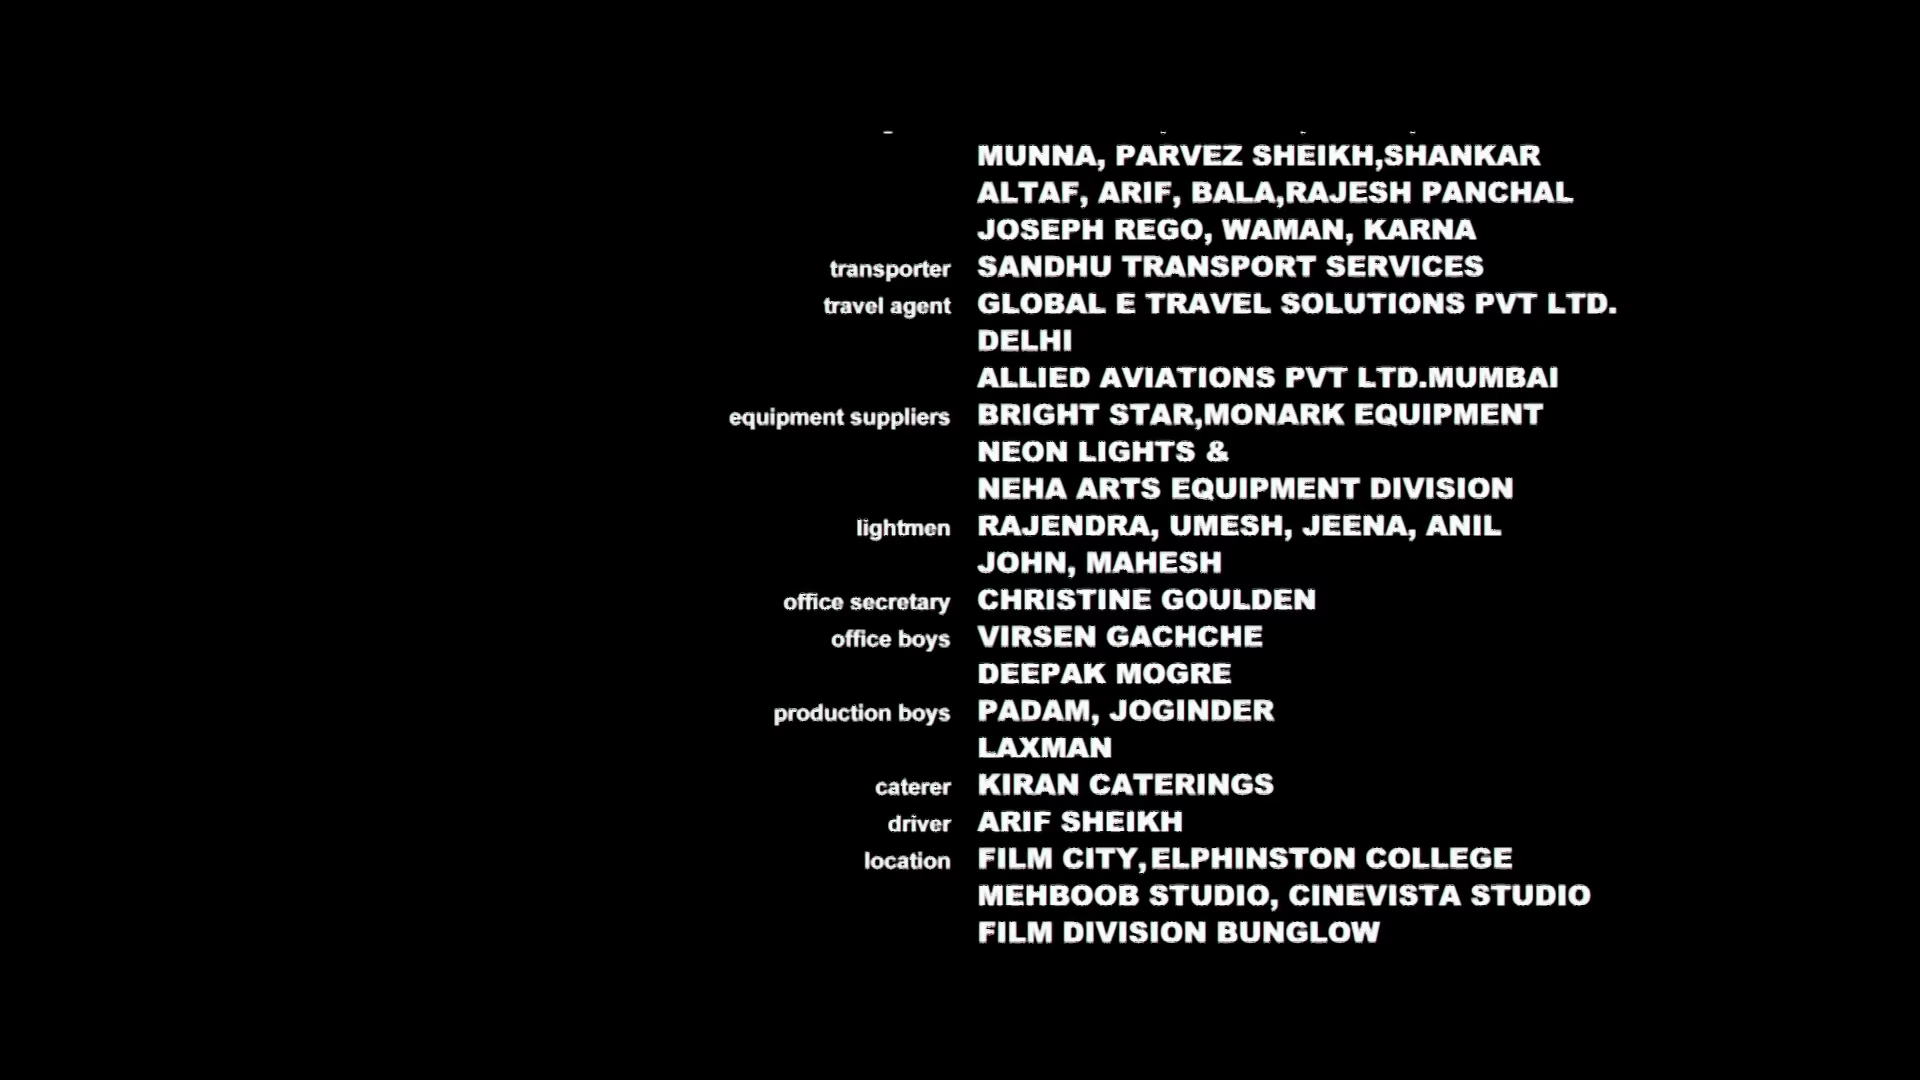 MUNNA, PARVEZ SHEIKH,SHANKAR
ALTAF, ARIF, BALA,RAJESH PANCHAL
JOSEPH REGO, WAMAN, KARNA
transporter SANDHU TRANSPORT SERVICES
travel agent GLOBAL E TRAVEL SOLUTIONS PVT LTD.
DELHI
ALLIED AVIATIONS PVT LTD.MUMBAI
equipment suppliers BRIGHT STAR,MONARK EQUIPMENT
NEON LIGHTS &
NEHA ARTS EQUIPMENT DIVISION
lightmen RAJENDRA, UMESH, JEENA, ANIL
JOHN, MAHESH
office secretary CHRISTINE GOULDEN
office boys VIRSEN GACHCHE
DEEPAK MOGRE
production boys PADAM, JOGINDER
LAXMAN
caterer KIRAN CATERINGS
driver ARIF SHEIKH
location FILM CITY,ELPHINSTON COLLEGE
MEHBOOB STUDIO, CINEVISTA STUDIO
FILM DIVISION BUNGLOW